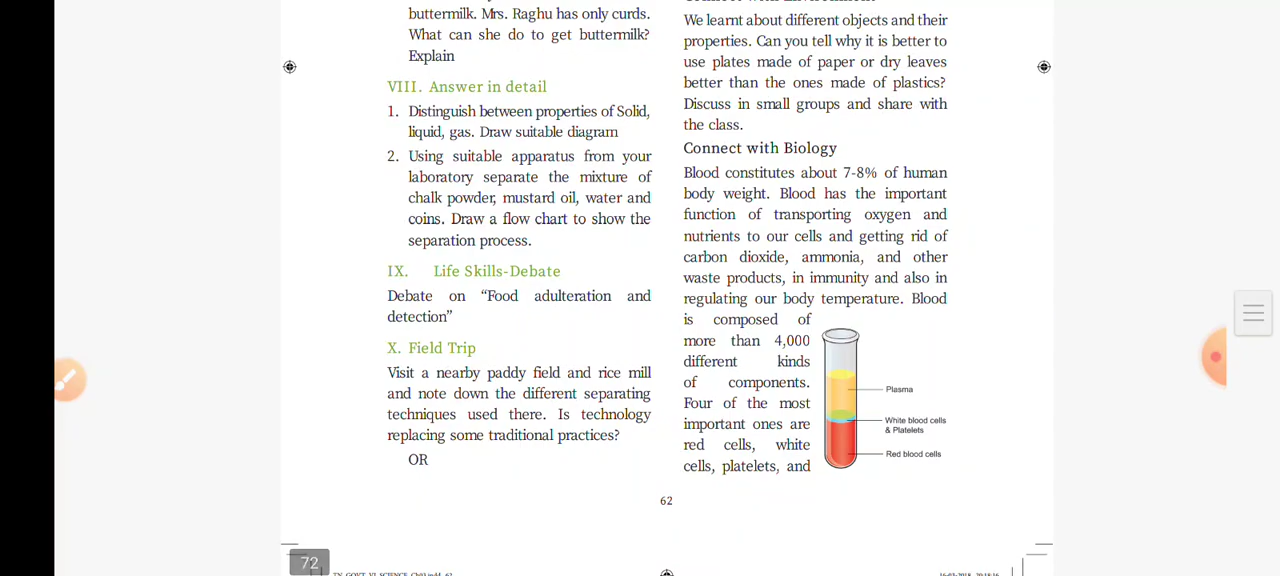 buttermilk. Mrs. Raghu has only curds.
What can she do to get buttermilk?
Explain
VIII. Answer in detail
1. Distinguish between properties of Solid,
liquid, gas. Draw suitable diagram
2. Using suitable apparatus from your
laboratory separate the mixture of
chalk powder, mustard oil, water and
coins. Draw a flow chart to show the
separation process.
IX. Life Skills-Debate
Debate on “Food adulteration and
detection”
X. Field Trip
Visit a nearby paddy field and rice mill
and note down the different separating
techniques used there. Is technology
replacing some traditional practices?
OR
We learnt about different objects and their
properties. Can you tell why it is better to
use plates made of paper or dry leaves
better than the ones made of plastics?
Discuss in small groups and share with
the class.
Connect with Biology
Blood constitutes about 7-8% of human
body weight. Blood has the important
function of transporting oxygen and
nutrients to our cells and getting rid of
carbon dioxide, ammonia, and other
waste products, in immunity and also in
regulating our body temperature. Blood
is composed of
more than 4,000
different kinds
of components.
Four of the most
important ones are
red cells, white
cells, platelets, and
Plasma
White blood cells
& Platelets
Red blood cells
62
72